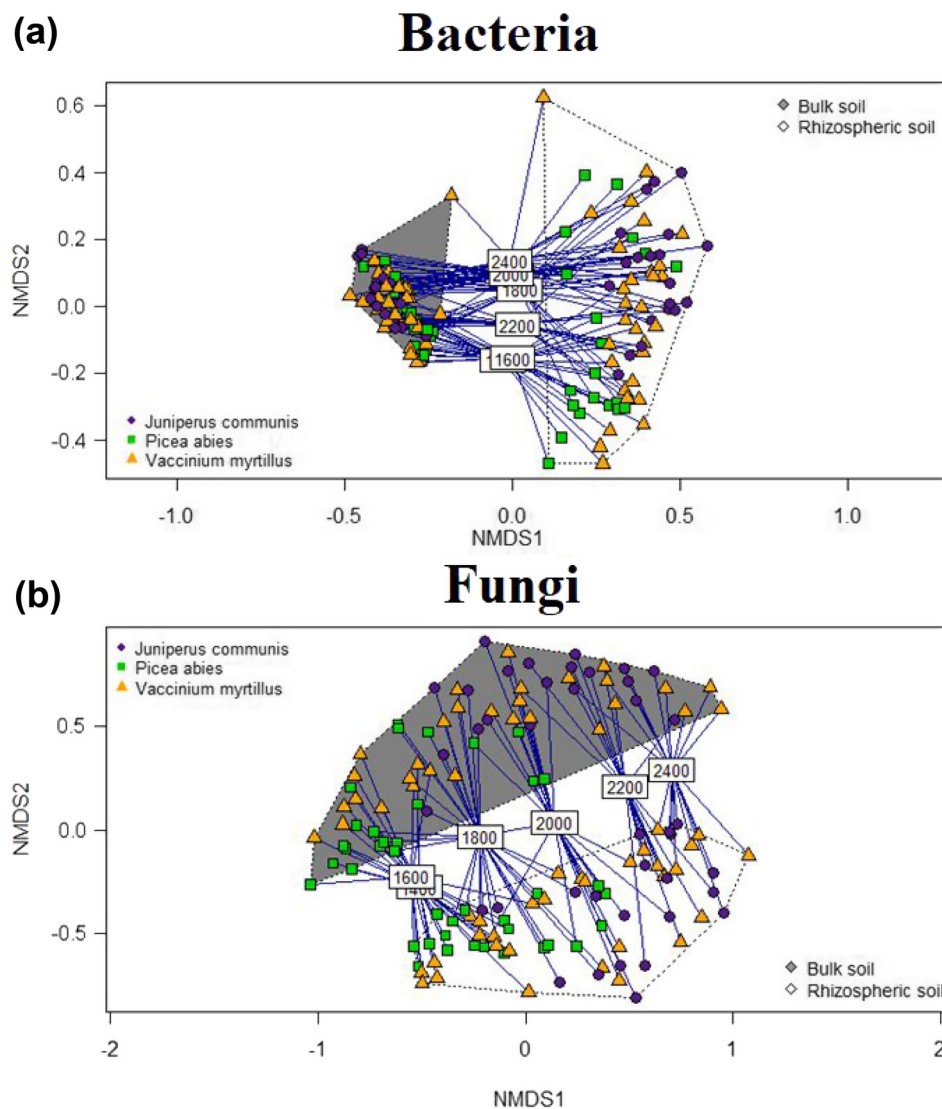 (a)
Bacteria
0.6
0.4
0.2
0.0
-0.2
-0.4
NMDS2
Bulk soil
Rhizospheric soil
2400
2000
1800
2200
1600
Juniperus communis
Picea abies
Vaccinium myrtillus
-1.0
-0.5
0.0
0.5
1.0
NMDS1
(b)
Fungi
Juniperus communis
Picea abies
Vaccinium myrtillus
0.5
0.0
-0.5
NMDS2
2400
2200
2000
1800
1600
1400
Bulk soil
Rhizospheric soil
-2
-1
0
1
2
NMDS1